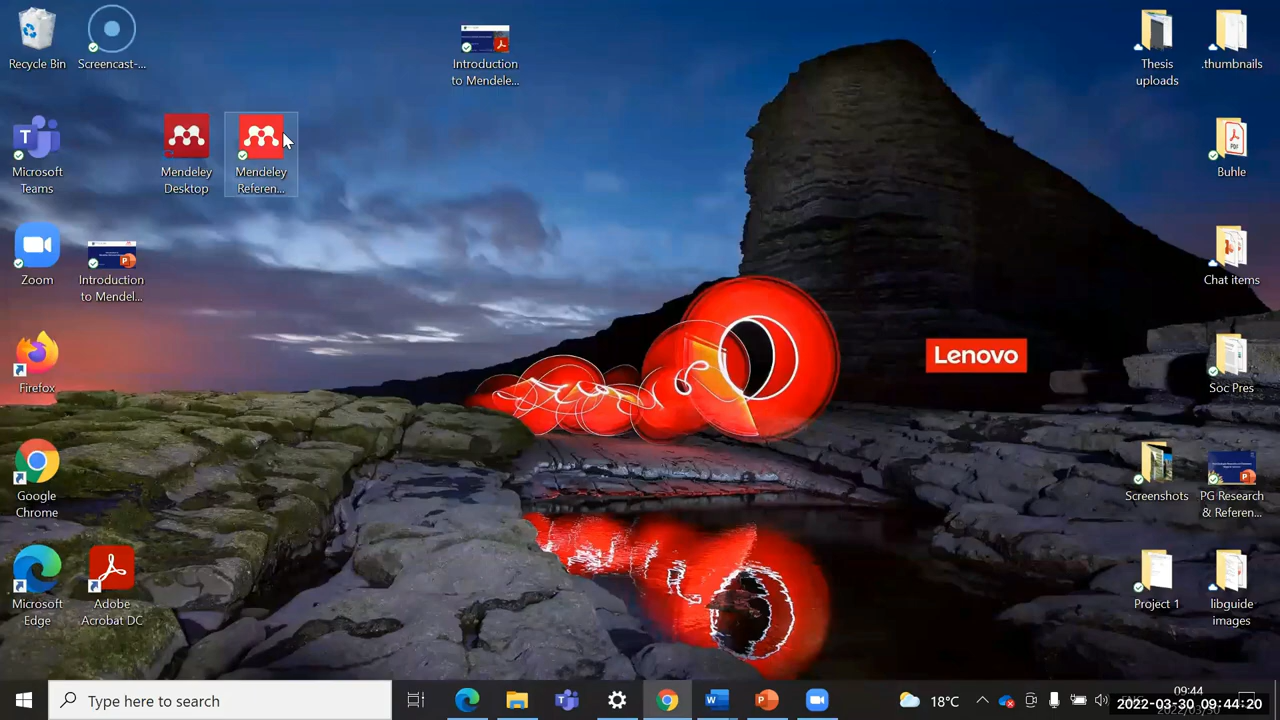 Recycle Bin
Screencast-...
Introduction
to Mendele...
Thesis
uploads
.thumbnails
Microsoft
Teams
Mendeley
Desktop
Mendeley
Referen...
Buhle
Zoom
Introduction
to Mendel...
Chat items
Firefox
Lenovo
Soc Pres
Google
Chrome
Screenshots
PG Research
& Referen...
Microsoft
Edge
Adobe
Acrobat DC
Project 1
libguide
images
Type here to search
18°C
09:44
2022-03-30 09:44:20